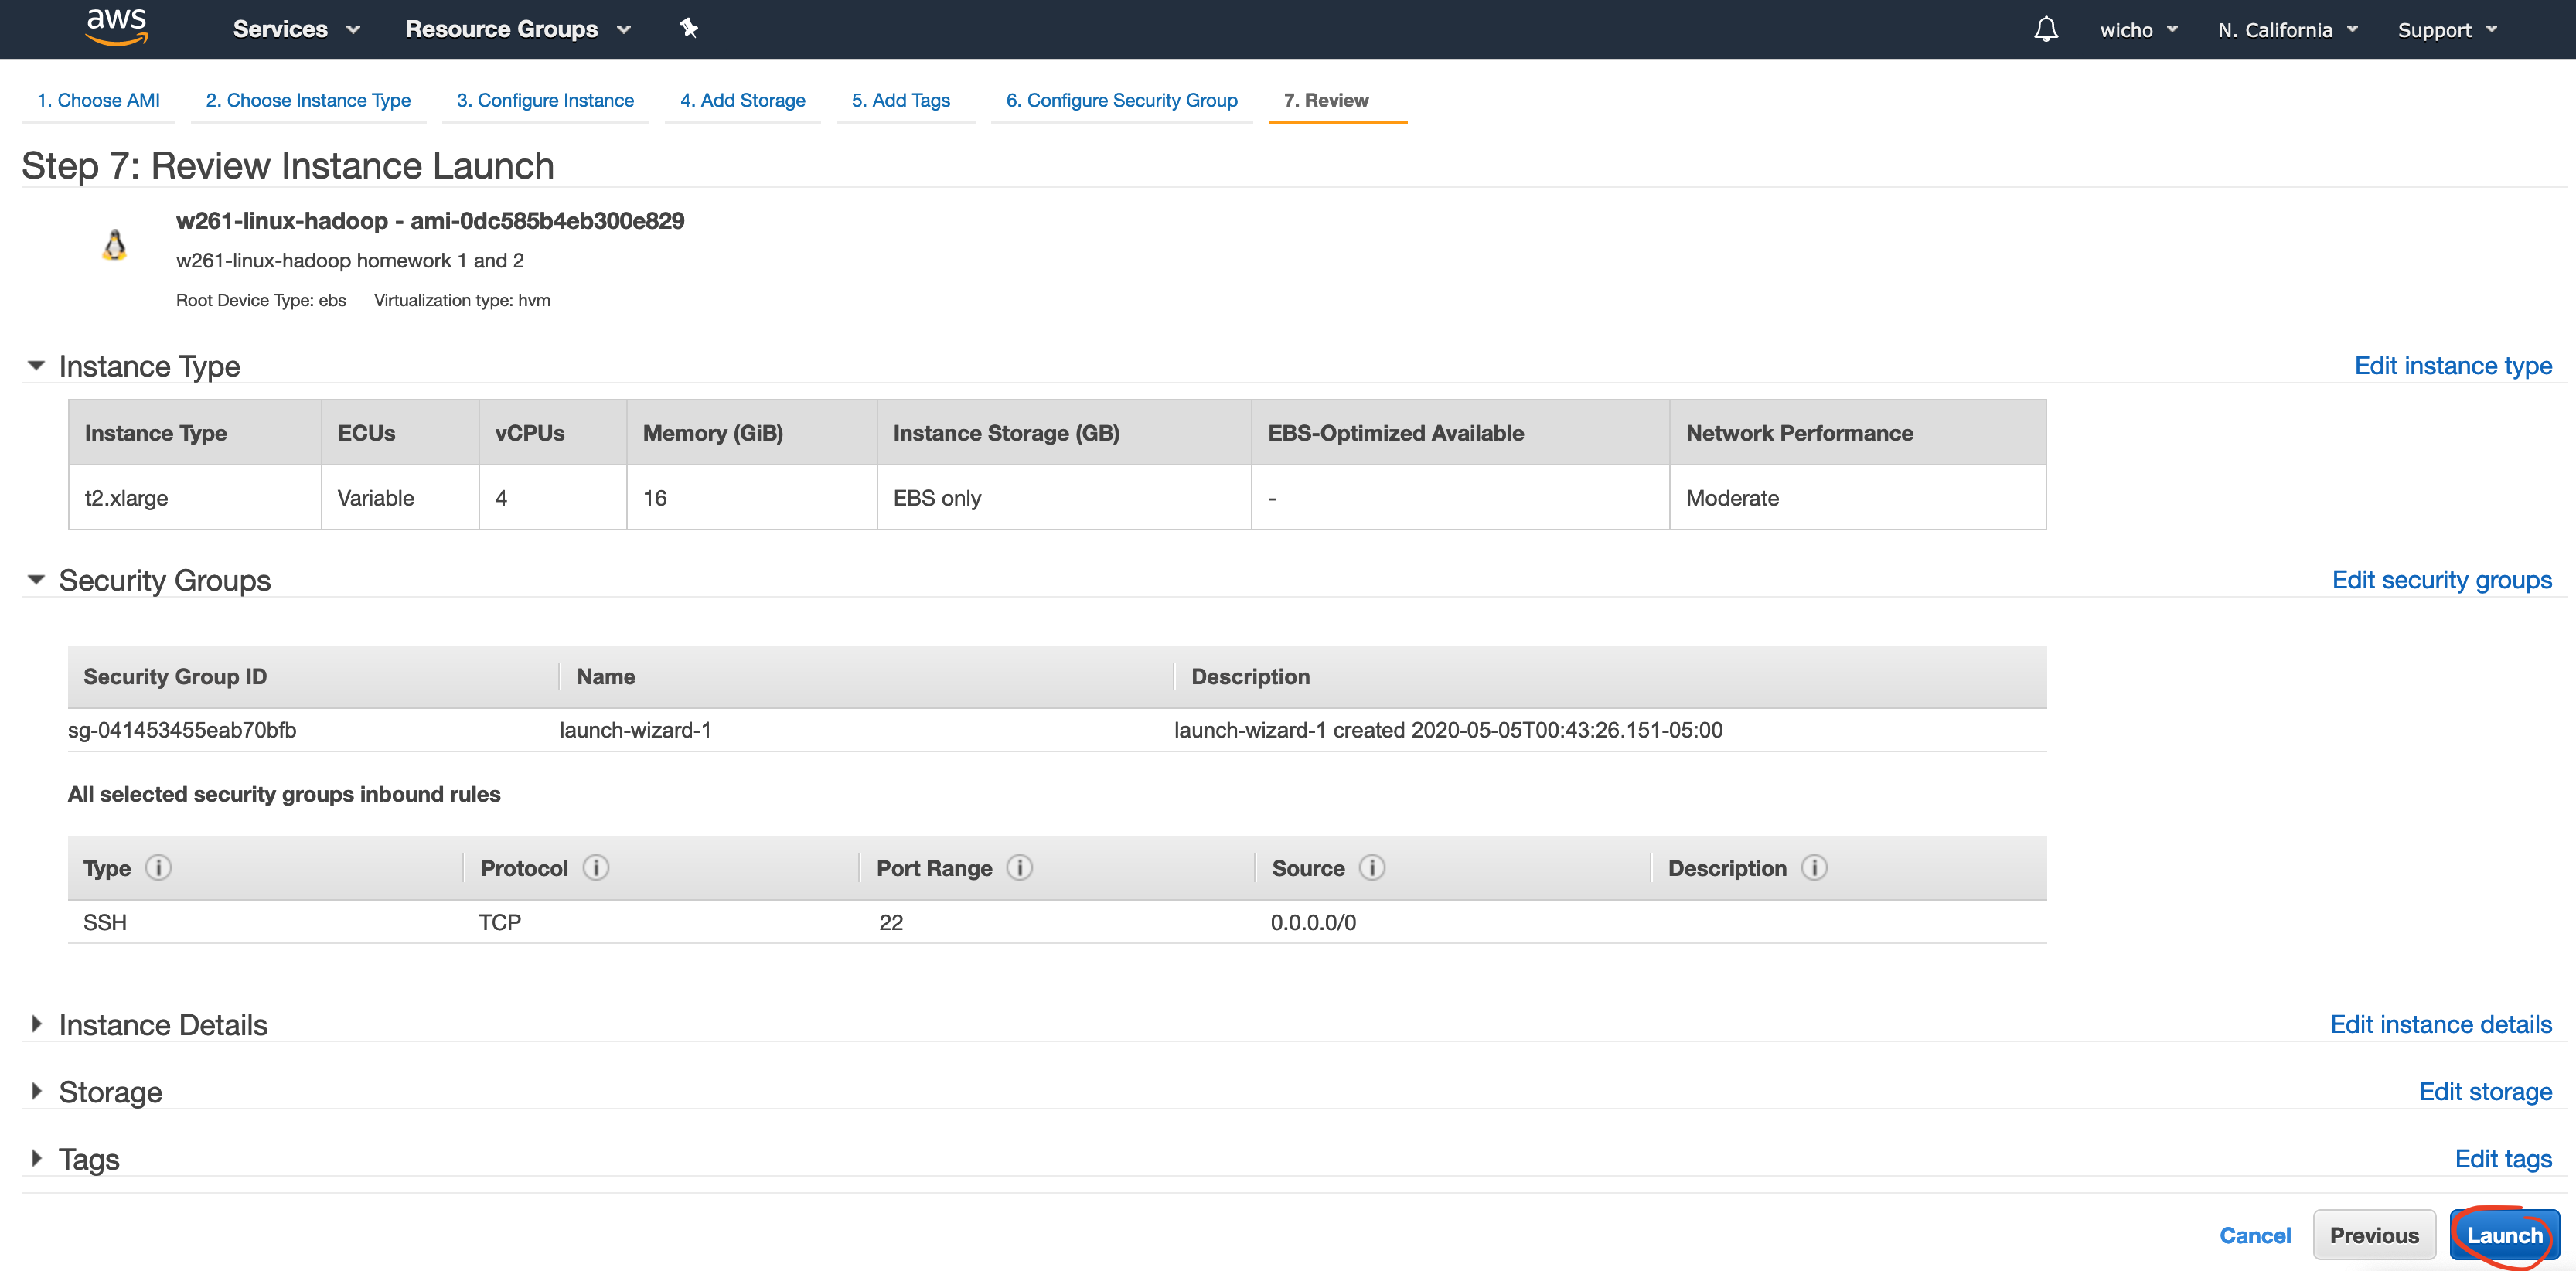 aws Services Resource Groups wicho N. California Support
1. Choose AMI 2. Choose Instance Type 3. Configure Instance 4. Add Storage 5. Add Tags 6. Configure Security Group 7. Review
Step 7: Review Instance Launch
w261-linux-hadoop - ami-0dc585b4eb300e829
w261-linux-hadoop homework 1 and 2
Root Device Type: ebs Virtualization type: hvm
Instance Type Edit instance type
Instance Type ECUs vCPUs Memory (GiB) Instance Storage (GB) EBS-Optimized Available Network Performance
t2.xlarge Variable 4 16 EBS only - Moderate
Security Groups Edit security groups
Security Group ID Name Description
sg-041453455eab70bfb launch-wizard-1 launch-wizard-1 created 2020-05-05T00:43:26.151-05:00
All selected security groups inbound rules
Type i Protocol i Port Range i Source i Description i
SSH TCP 22 0.0.0.0/0
Instance Details Edit instance details
Storage Edit storage
Tags Edit tags
Cancel Previous Launch